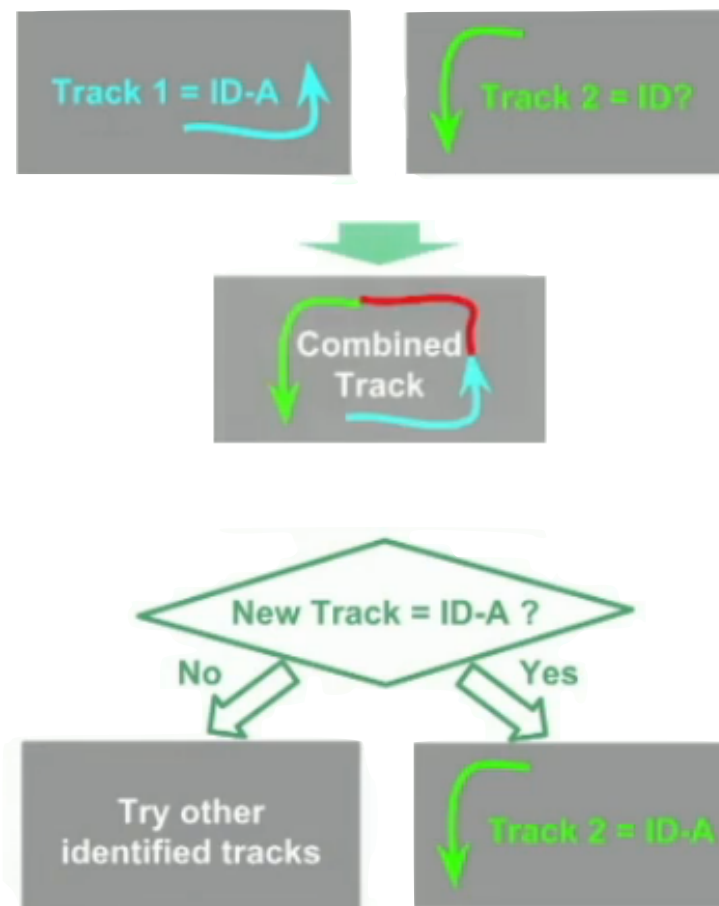 Track 1 = ID-A
Track 2 = ID?
Combined
Track
New Track = ID-A ?
No
Yes
Try other
identified tracks
Track 2 = ID-A